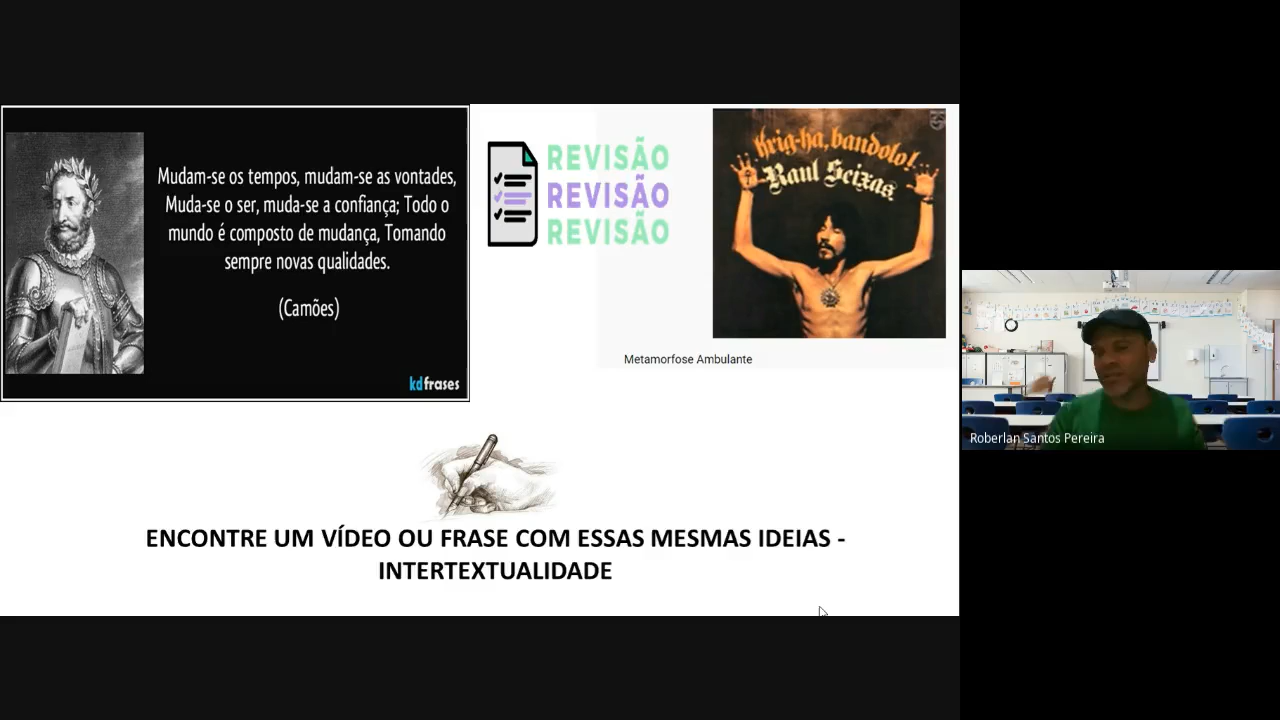 Mudam-se os tempos, mudam-se as vontades,
Muda-se o ser, muda-se a confiança; Todo o
mundo é composto de mudança, Tomando
sempre novas qualidades.
(Camões)
kdfrases
REVISÃO
REVISÃO
REVISÃO
Krig-ha, bandolo!
Raul Seixas
Metamorfose Ambulante
ENCONTRE UM VÍDEO OU FRASE COM ESSAS MESMAS IDEIAS -
INTERTEXTUALIDADE
Roberlan Santos Pereira